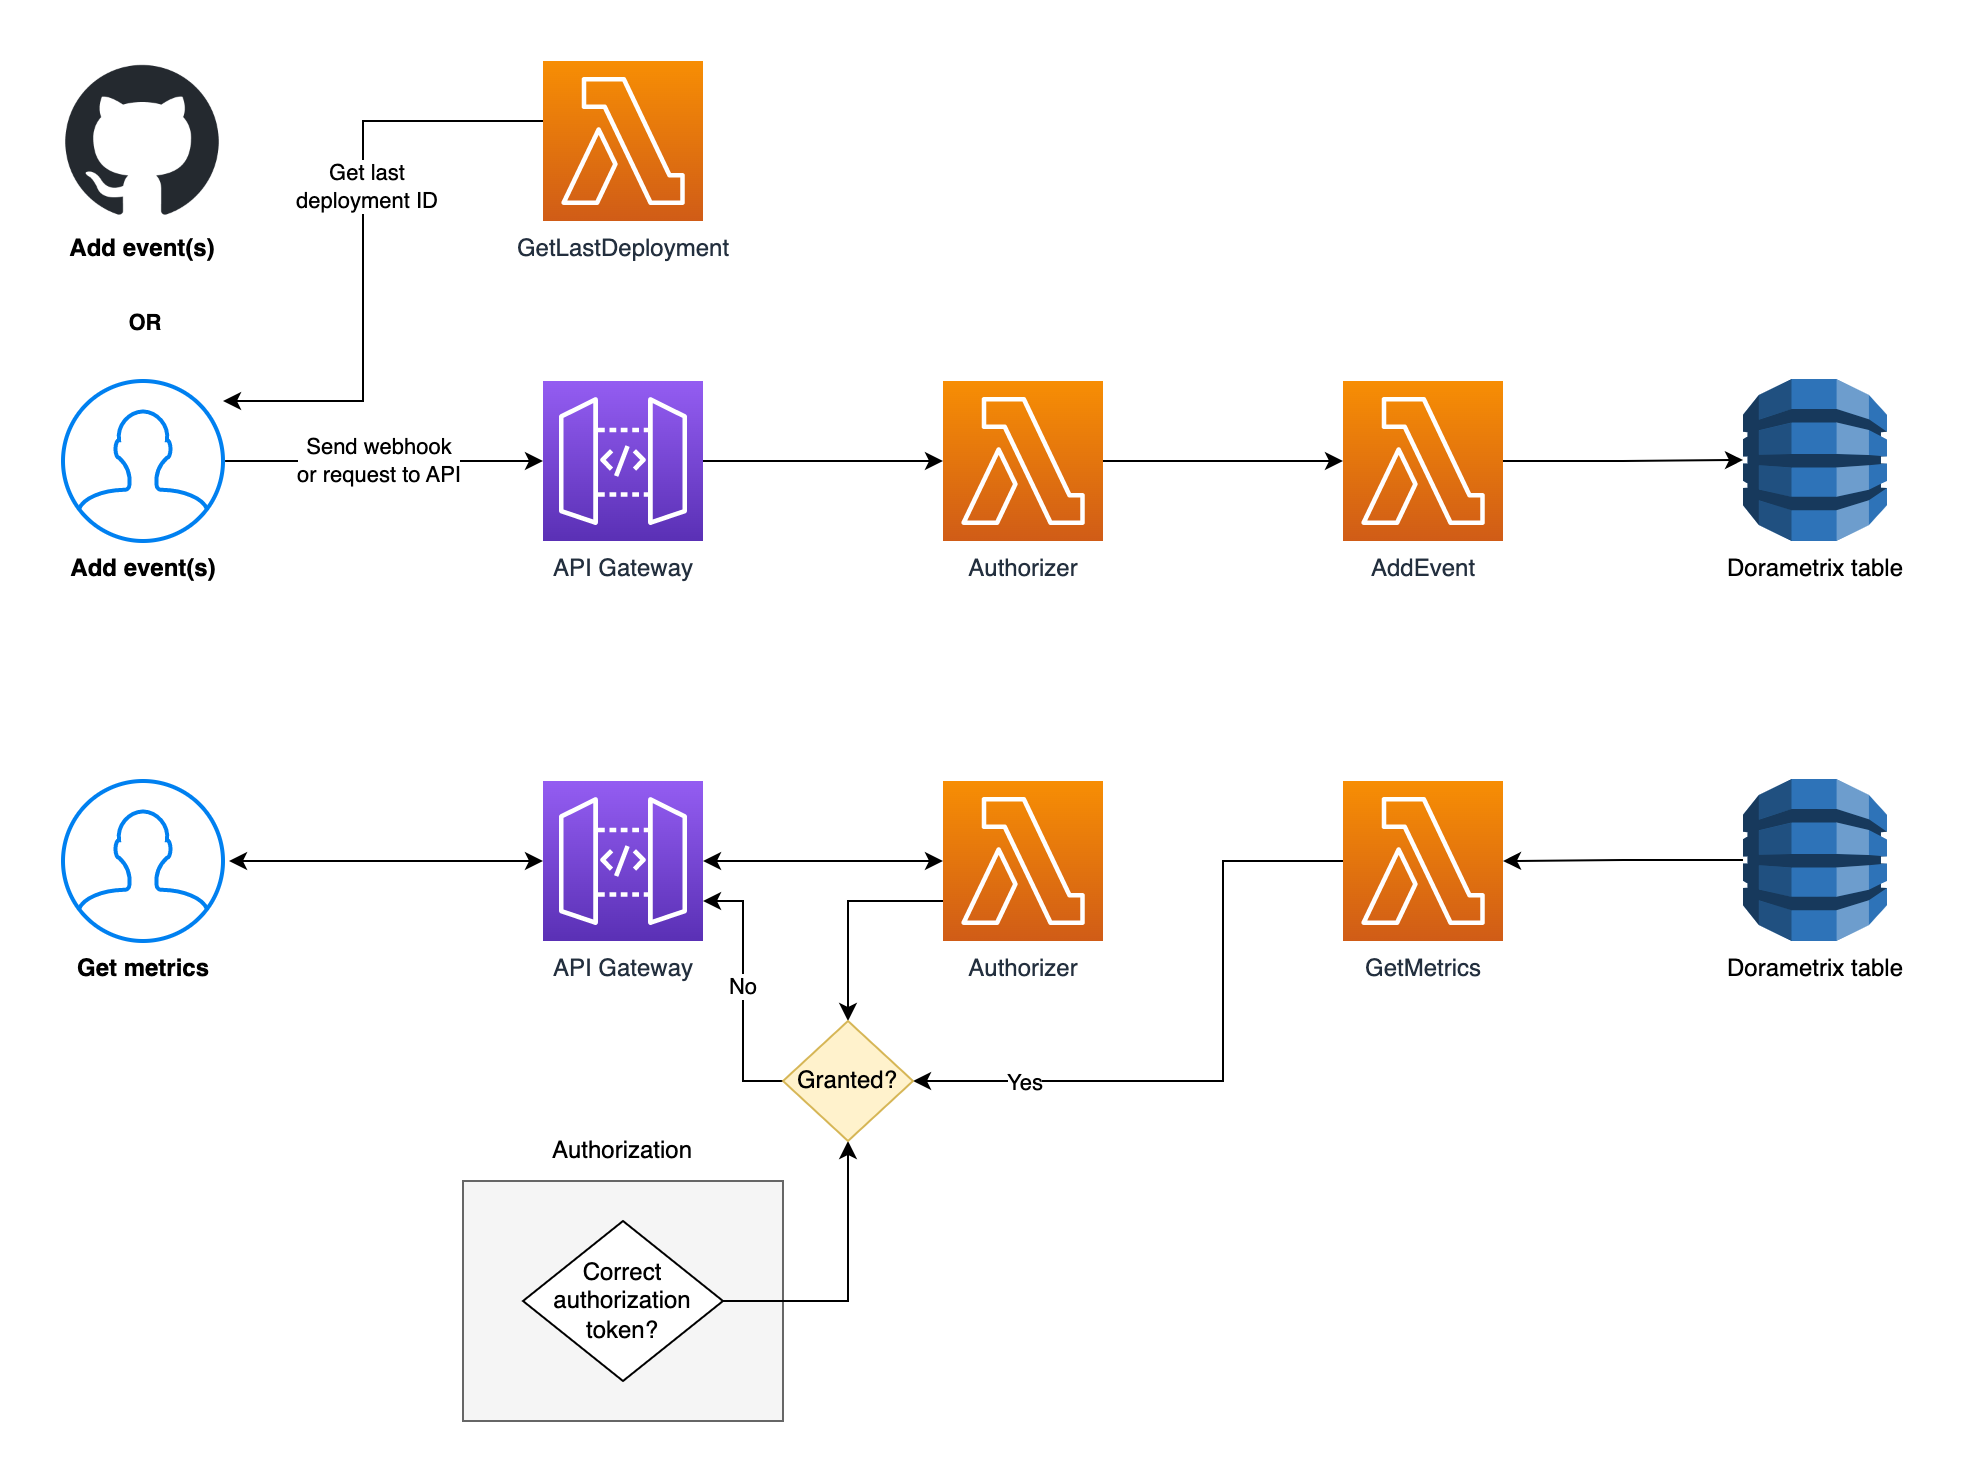 Get last
deployment ID
Add event(s)
GetLastDeployment
OR
Send webhook
or request to API
</>
Add event(s)
API Gateway
Authorizer
AddEvent
Dorametrix table
</>
Get metrics
API Gateway
Authorizer
GetMetrics
Dorametrix table
No
Granted?
Yes
Authorization
Correct
authorization
token?